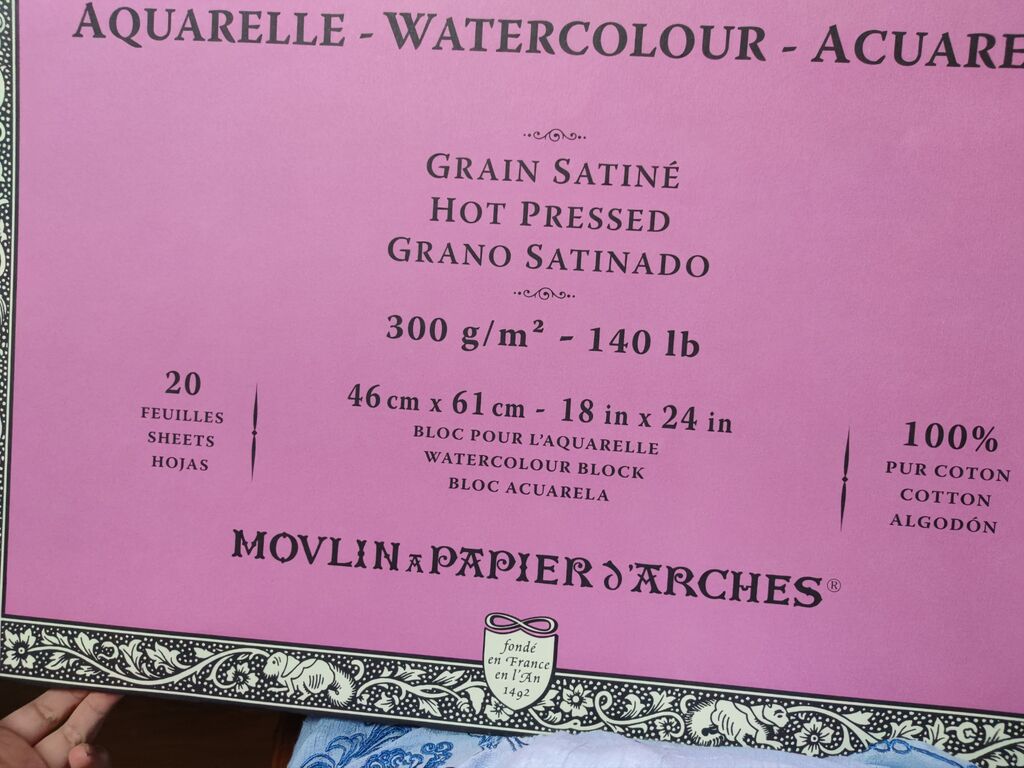 AQUARELLE - WATERCOLOUR - ACUARE
GRAIN SATINÉ
HOT PRESSED
GRANO SATINADO
300 g/m² - 140 lb
20
FEUILLES
SHEETS
HOJAS
46 cm x 61 cm - 18 in x 24 in
BLOC POUR L'AQUARELLE
WATERCOLOUR BLOCK
BLOC ACUARELA
100%
PUR COTON
COTTON
ALGODÓN
MOVLIN A PAPIER d'ARCHES®
fondé
en France
en l'An
1492